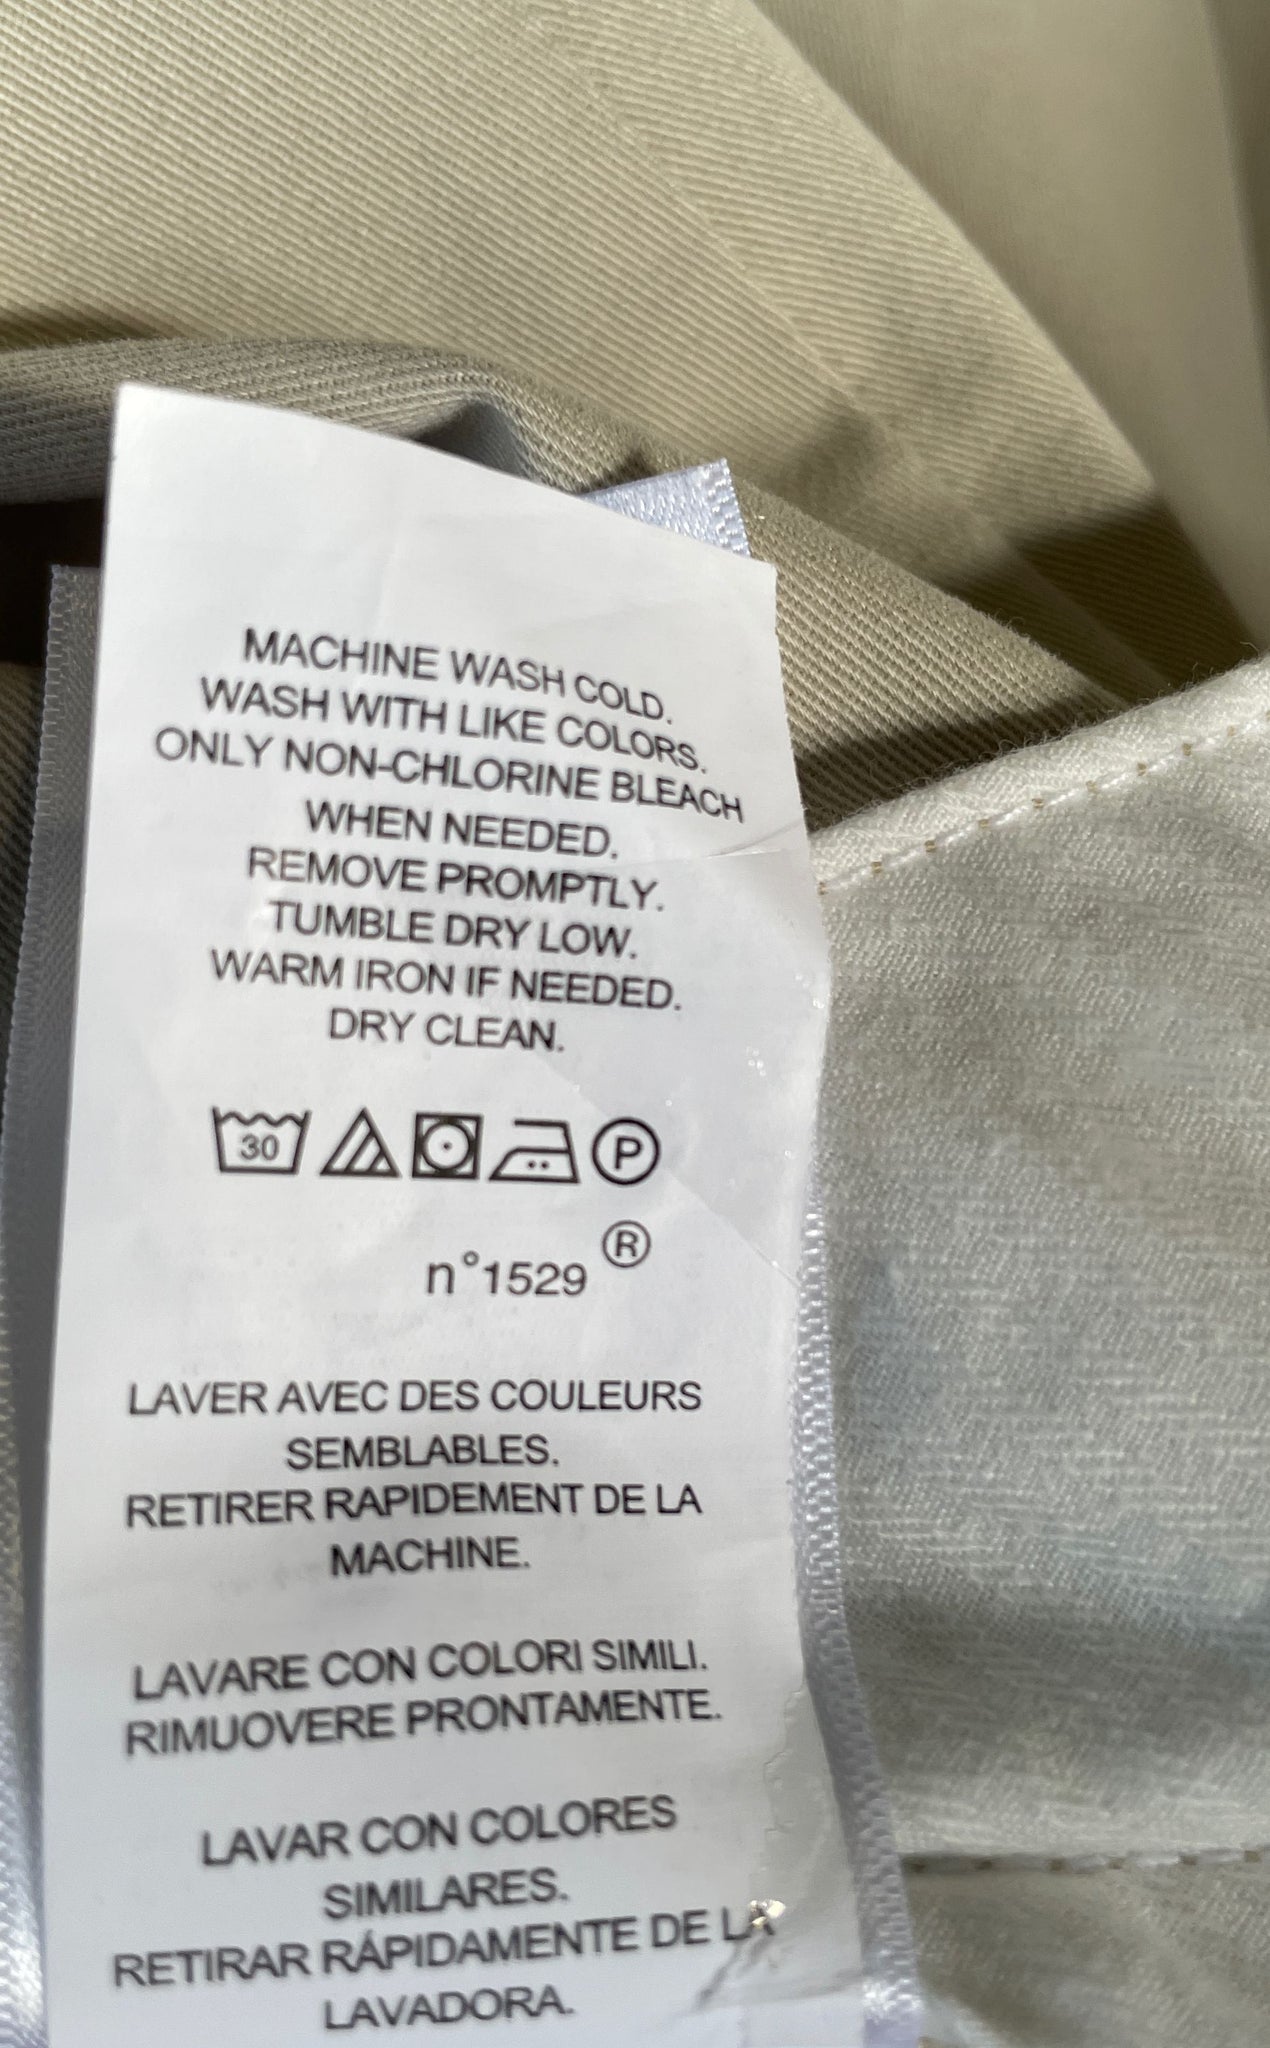 MACHINE WASH COLD.
WASH WITH LIKE COLORS.
ONLY NON-CHLORINE BLEACH
WHEN NEEDED.
REMOVE PROMPTLY.
TUMBLE DRY LOW.
WARM IRON IF NEEDED.
DRY CLEAN.
30 P
n°1529 ®
LAVER AVEC DES COULEURS
SEMBLABLES.
RETIRER RAPIDEMENT DE LA
MACHINE.
LAVARE CON COLORI SIMILI.
RIMUOVERE PRONTAMENTE.
LAVAR CON COLORES
SIMILARES.
RETIRAR RÁPIDAMENTE DE LA
LAVADORA.